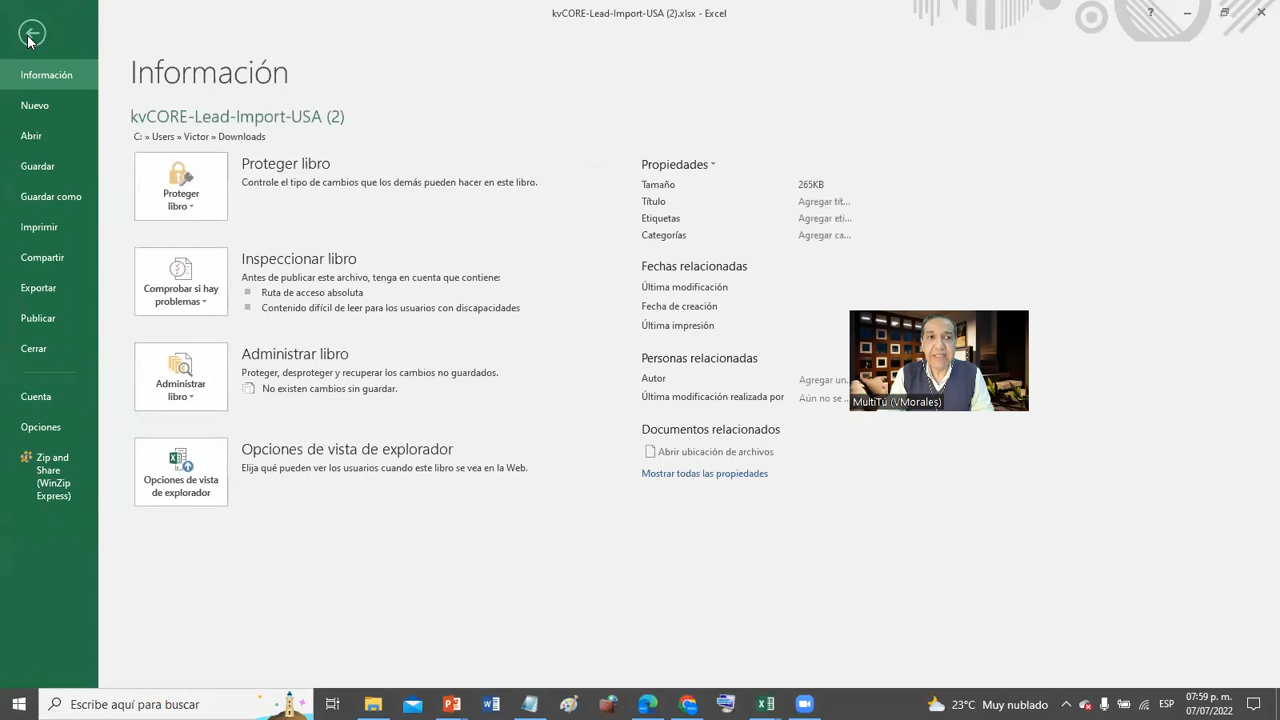 kvCORE-Lead-Import-USA (2).xlsx - Excel
?
Información
Nuevo
Abrir
Guardar
Guardar como
Imprimir
Compartir
Exportar
Publicar
Cerrar
Cuenta
Opciones
Zip and
Share
(WinZip
Express)
Información
kvCORE-Lead-Import-USA (2)
C: » Users » Victor » Downloads
Proteger
libro
Proteger libro
Controle el tipo de cambios que los demás pueden hacer en este libro.
Comprobar si hay
problemas
Inspeccionar libro
Antes de publicar este archivo, tenga en cuenta que contiene:
Ruta de acceso absoluta
Contenido difícil de leer para los usuarios con discapacidades
Administrar
libro
Administrar libro
Proteger, desproteger y recuperar los cambios no guardados.
No existen cambios sin guardar.
Opciones de vista
de explorador
Opciones de vista de explorador
Elija qué pueden ver los usuarios cuando este libro se vea en la Web.
Propiedades
Tamaño 265KB
Título Agregar tít...
Etiquetas Agregar eti...
Categorías Agregar ca...
Fechas relacionadas
Última modificación
Fecha de creación
Última impresión
Personas relacionadas
Autor Agregar un...
Última modificación realizada por Aún no se ...
Documentos relacionados
Abrir ubicación de archivos
Mostrar todas las propiedades
MultiTú (VMorales)
Escribe aquí para buscar
23°C Muy nublado
ESP
07:59 p. m.
07/07/2022